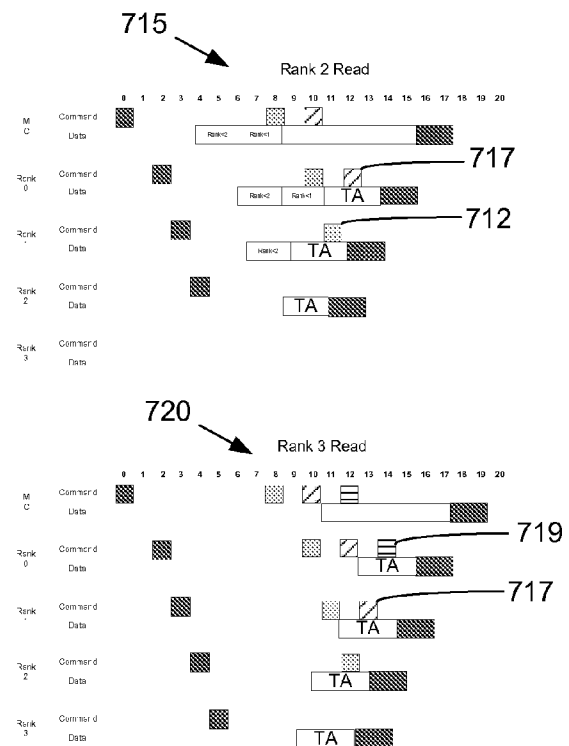 715
Rank 2 Read
0 1 2 3 4 5 6 7 8 9 10 11 12 13 14 15 16 17 18 19 20
M C Command
Data
Rank<2 Rank<1
717
Rank 0 Command
Data
Rank<2 Rank<1 TA
712
Rank Command
Data
Rank<2 TA
Rank 2 Command
Data
TA
Rank 3 Command
Data
720
Rank 3 Read
0 1 2 3 4 5 6 7 8 9 10 11 12 13 14 15 16 17 18 19 20
M C Command
Data
719
Rank 0 Command
Data
TA
717
Rank Command
Data
TA
Rank 2 Command
Data
TA
Rank 3 Command
Data
TA